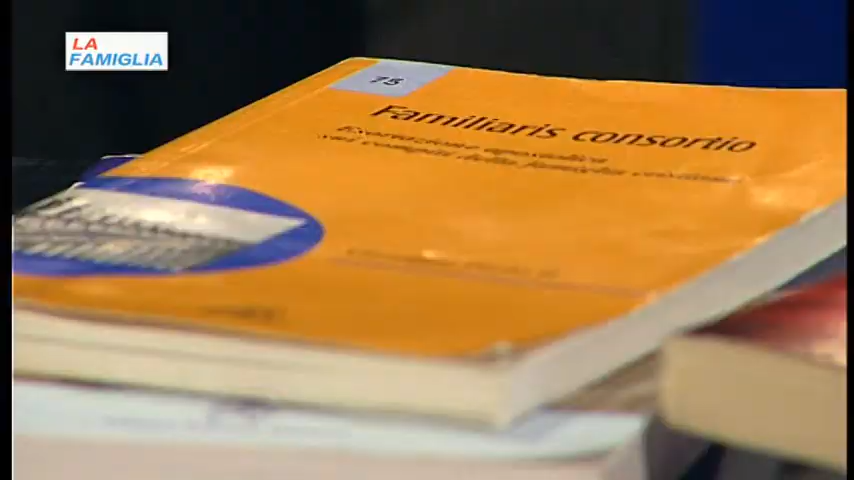 LA
FAMIGLIA
75
Familiaris consortio
Esortazione apostolica
sui compiti della famiglia cristiana